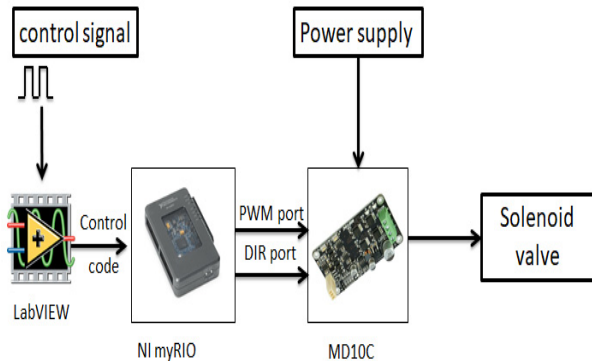 control signal
Power supply
Control
code
PWM port
DIR port
Solenoid
valve
LabVIEW
NI myRIO
MD10C